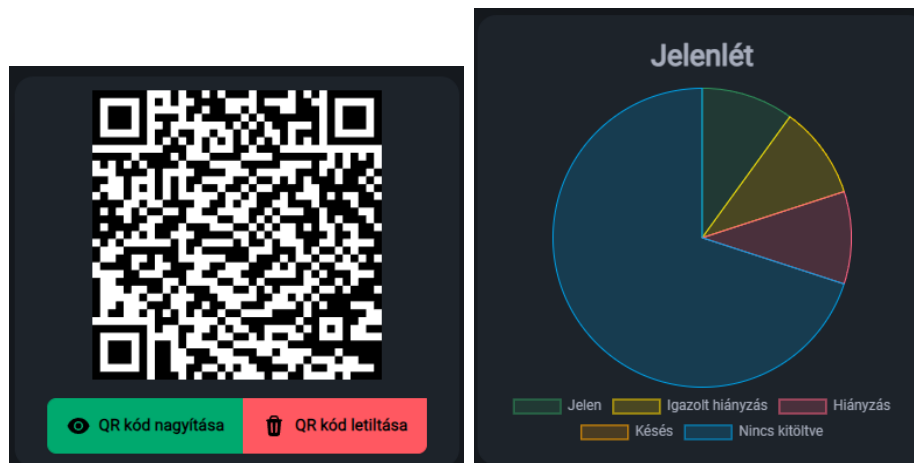 QR kód nagyítása
QR kód letiltása
Jelenlét
Jelen
Igazolt hiányzás
Hiányzás
Késés
Nincs kitöltve